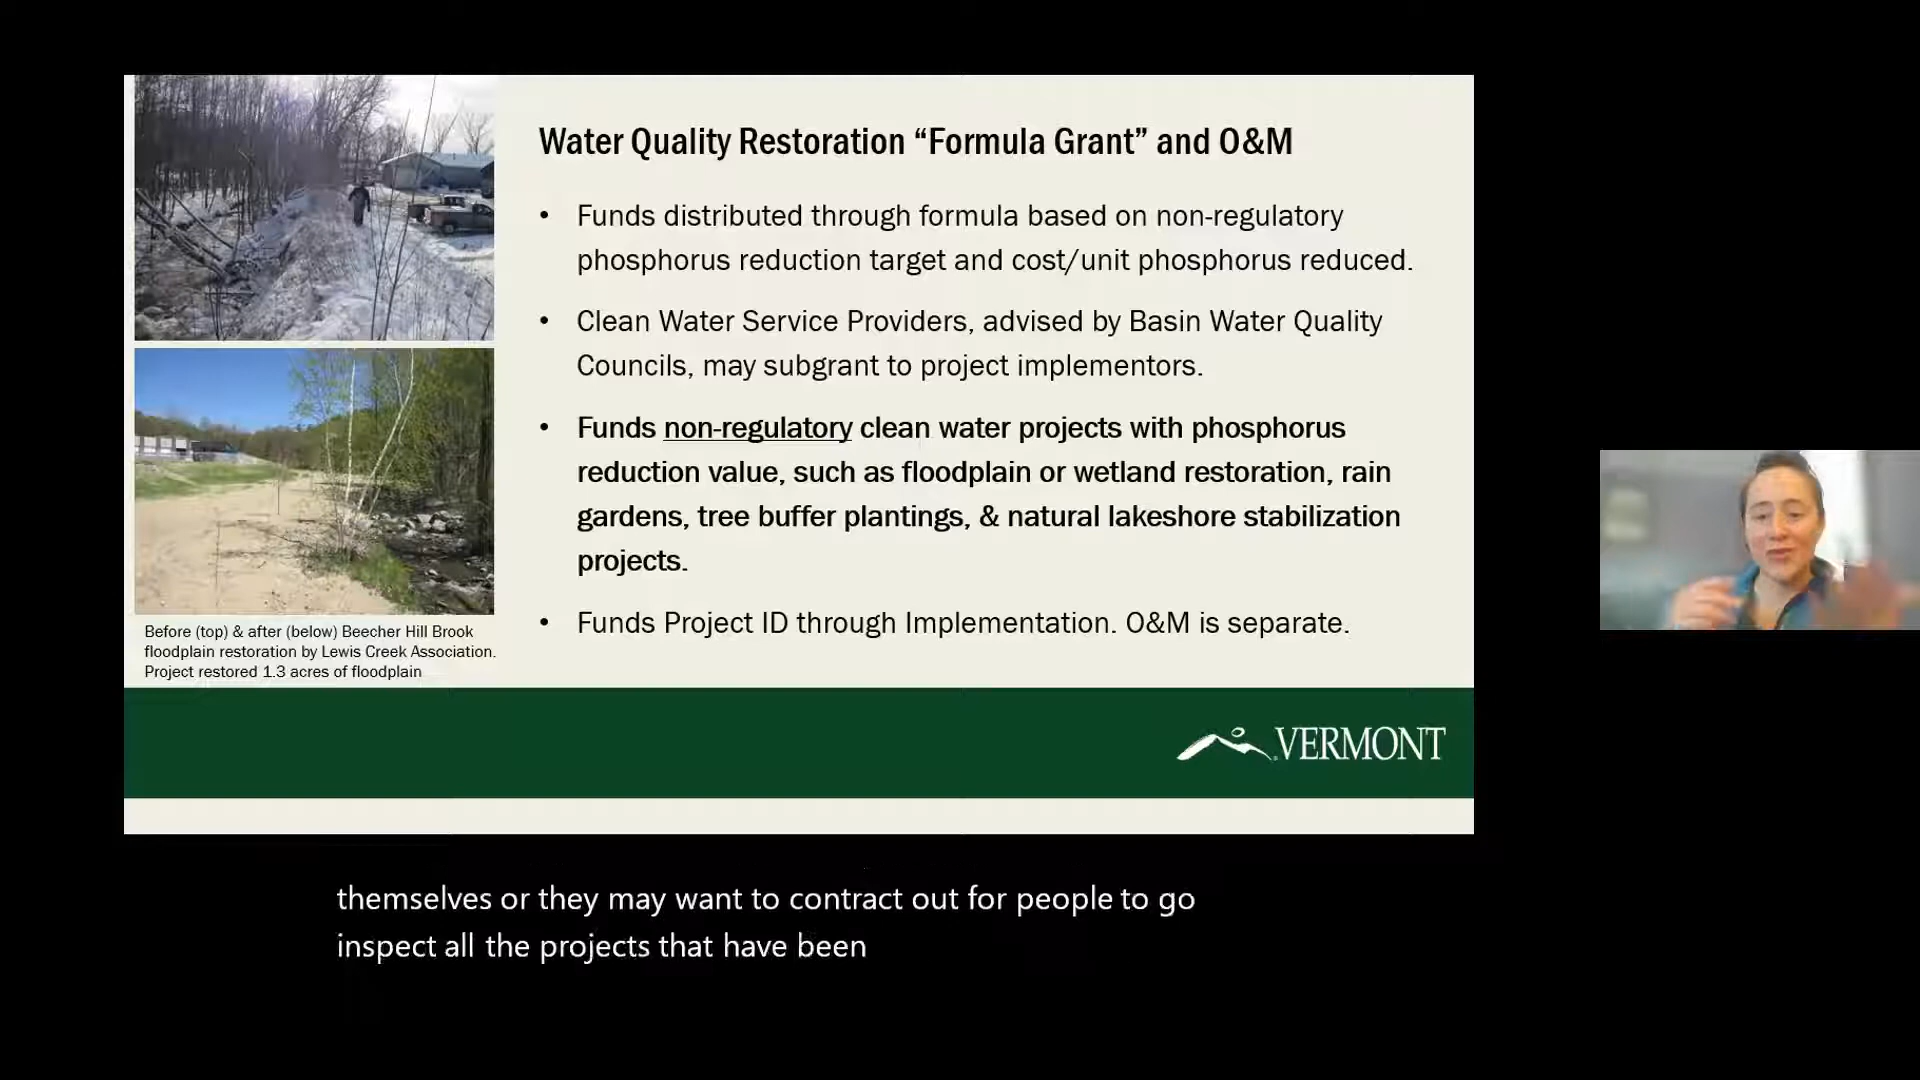 Water Quality Restoration “Formula Grant” and O&M
• Funds distributed through formula based on non-regulatory
phosphorus reduction target and cost/unit phosphorus reduced.
• Clean Water Service Providers, advised by Basin Water Quality
Councils, may subgrant to project implementors.
• Funds non-regulatory clean water projects with phosphorus
reduction value, such as floodplain or wetland restoration, rain
gardens, tree buffer plantings, & natural lakeshore stabilization
projects.
• Funds Project ID through Implementation. O&M is separate.
Before (top) & after (below) Beecher Hill Brook
floodplain restoration by Lewis Creek Association.
Project restored 1.3 acres of floodplain
VERMONT
themselves or they may want to contract out for people to go
inspect all the projects that have been